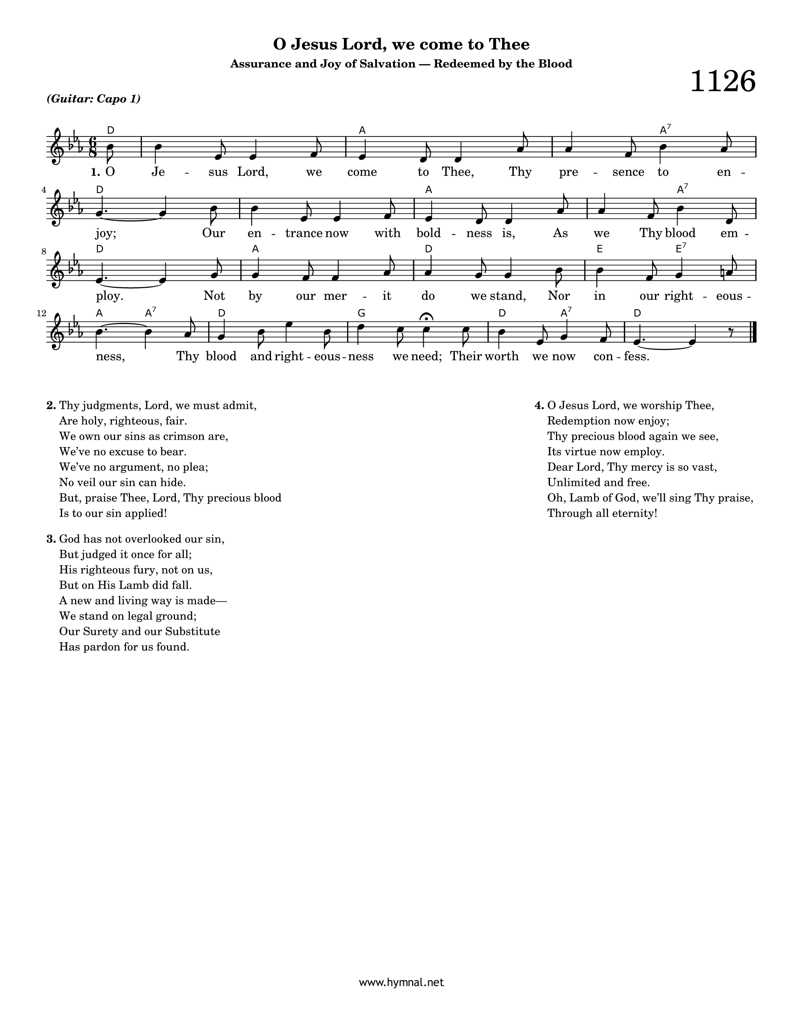 O Jesus Lord, we come to Thee
Assurance and Joy of Salvation — Redeemed by the Blood
1126
(Guitar: Capo 1)
D A A7
6 8
1. O Je - sus Lord, we come to Thee, Thy pre - sence to en -
4 D A A7
joy; Our en - trance now with bold - ness is, As we Thy blood em -
8 D A D E E7
ploy. Not by our mer - it do we stand, Nor in our right - eous -
12 A A7 D G D A7 D
ness, Thy blood and right - eous - ness we need; Their worth we now con - fess.
2. Thy judgments, Lord, we must admit,
Are holy, righteous, fair.
We own our sins as crimson are,
We've no excuse to bear.
We've no argument, no plea;
No veil our sin can hide.
But, praise Thee, Lord, Thy precious blood
Is to our sin applied!
3. God has not overlooked our sin,
But judged it once for all;
His righteous fury, not on us,
But on His Lamb did fall.
A new and living way is made—
We stand on legal ground;
Our Surety and our Substitute
Has pardon for us found.
4. O Jesus Lord, we worship Thee,
Redemption now enjoy;
Thy precious blood again we see,
Its virtue now employ.
Dear Lord, Thy mercy is so vast,
Unlimited and free.
Oh, Lamb of God, we'll sing Thy praise,
Through all eternity!
www.hymnal.net